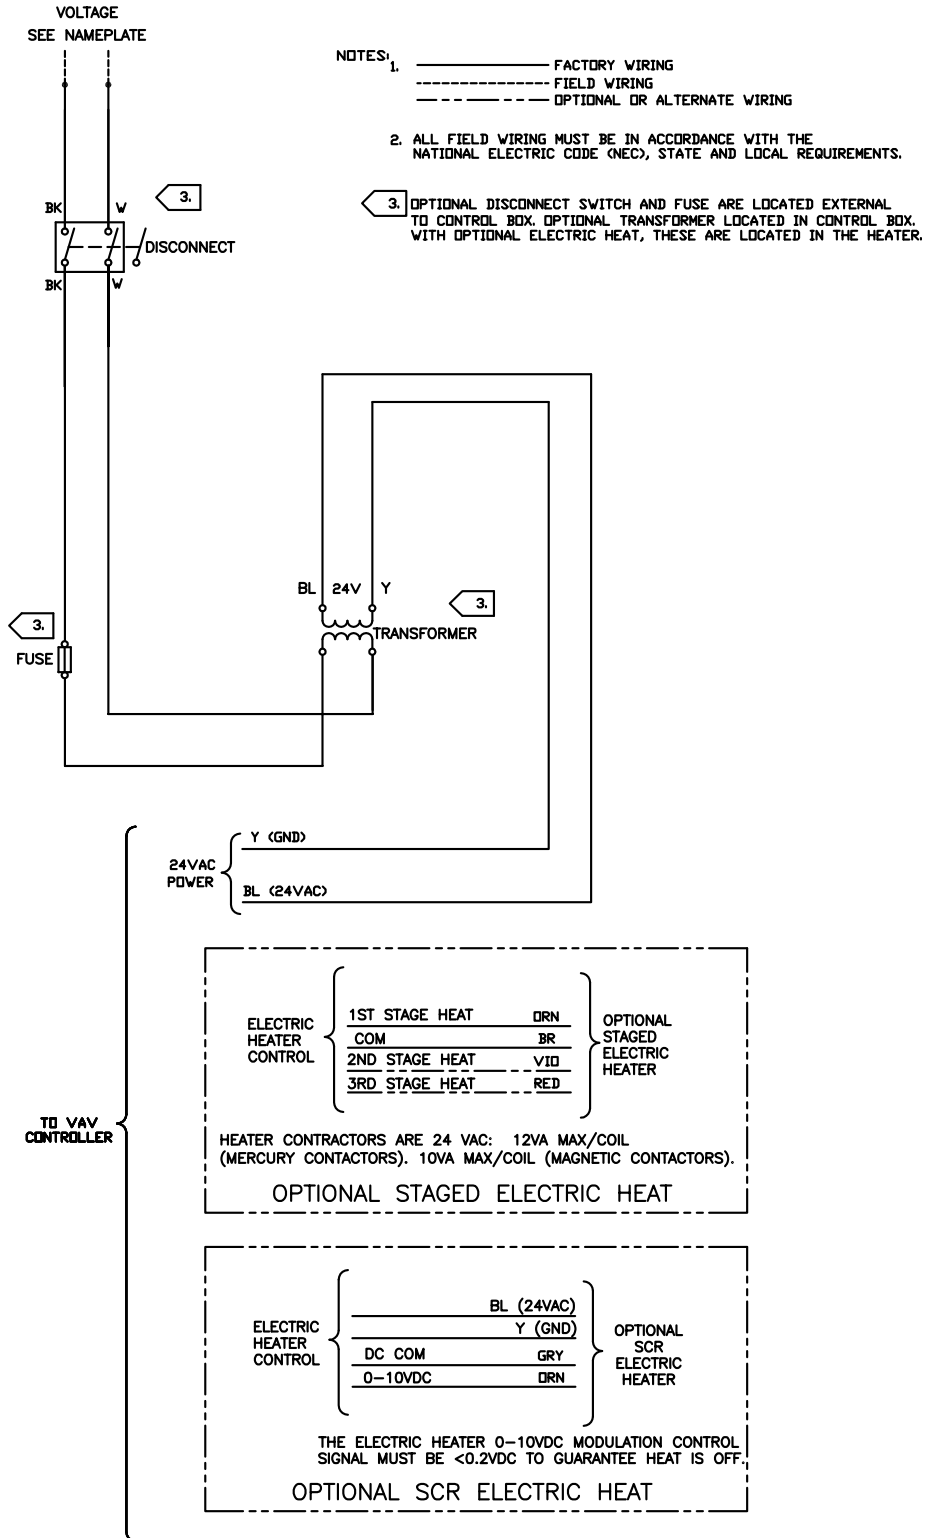 VOLTAGE
SEE NAMEPLATE
NOTES:
1.
FACTORY WIRING
FIELD WIRING
OPTIONAL OR ALTERNATE WIRING
2. ALL FIELD WIRING MUST BE IN ACCORDANCE WITH THE
NATIONAL ELECTRIC CODE (NEC), STATE AND LOCAL REQUIREMENTS.
3. OPTIONAL DISCONNECT SWITCH AND FUSE ARE LOCATED EXTERNAL
TO CONTROL BOX. OPTIONAL TRANSFORMER LOCATED IN CONTROL BOX.
WITH OPTIONAL ELECTRIC HEAT, THESE ARE LOCATED IN THE HEATER.
3.
BK W
DISCONNECT
BK W
BL 24V Y
3.
TRANSFORMER
3.
FUSE
Y (GND)
24VAC
POWER
BL (24VAC)
TO VAV
CONTROLLER
ELECTRIC
HEATER
CONTROL
1ST STAGE HEAT ORN
COM BR
2ND STAGE HEAT VIO
3RD STAGE HEAT RED
OPTIONAL
STAGED
ELECTRIC
HEATER
HEATER CONTRACTORS ARE 24 VAC: 12VA MAX/COIL
(MERCURY CONTACTORS). 10VA MAX/COIL (MAGNETIC CONTACTORS).
OPTIONAL STAGED ELECTRIC HEAT
ELECTRIC
HEATER
CONTROL
BL (24VAC)
Y (GND)
DC COM GRY
0-10VDC ORN
OPTIONAL
SCR
ELECTRIC
HEATER
THE ELECTRIC HEATER 0-10VDC MODULATION CONTROL
SIGNAL MUST BE <0.2VDC TO GUARANTEE HEAT IS OFF.
OPTIONAL SCR ELECTRIC HEAT